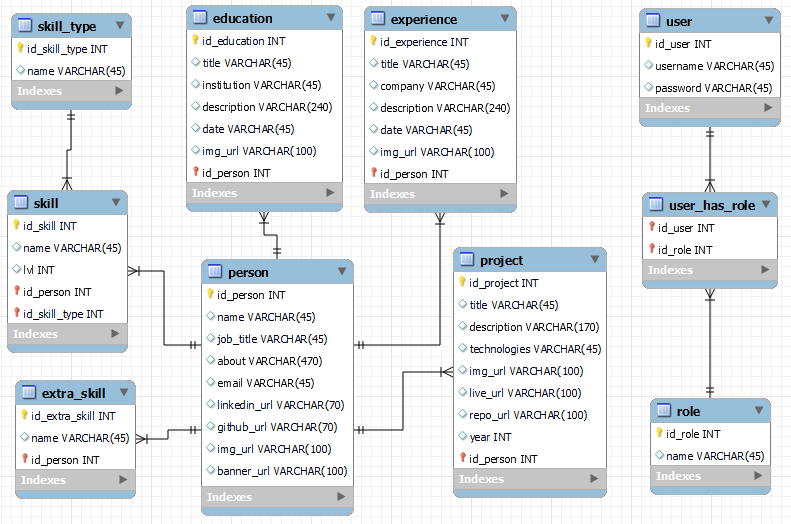 skill_type
id_skill_type INT
name VARCHAR(45)
Indexes
education
id_education INT
title VARCHAR(45)
institution VARCHAR(45)
description VARCHAR(240)
date VARCHAR(45)
img_url VARCHAR(100)
id_person INT
Indexes
experience
id_experience INT
title VARCHAR(45)
company VARCHAR(45)
description VARCHAR(240)
date VARCHAR(45)
img_url VARCHAR(100)
id_person INT
Indexes
user
id_user INT
username VARCHAR(45)
password VARCHAR(45)
Indexes
skill
id_skill INT
name VARCHAR(45)
lvl INT
id_person INT
id_skill_type INT
Indexes
person
id_person INT
name VARCHAR(45)
job_title VARCHAR(45)
about VARCHAR(470)
email VARCHAR(45)
linkedin_url VARCHAR(70)
github_url VARCHAR(70)
img_url VARCHAR(100)
banner_url VARCHAR(100)
Indexes
project
id_project INT
title VARCHAR(45)
description VARCHAR(170)
technologies VARCHAR(45)
img_url VARCHAR(100)
live_url VARCHAR(100)
repo_url VARCHAR(100)
year INT
id_person INT
Indexes
user_has_role
id_user INT
id_role INT
Indexes
extra_skill
id_extra_skill INT
name VARCHAR(45)
id_person INT
Indexes
role
id_role INT
name VARCHAR(45)
Indexes